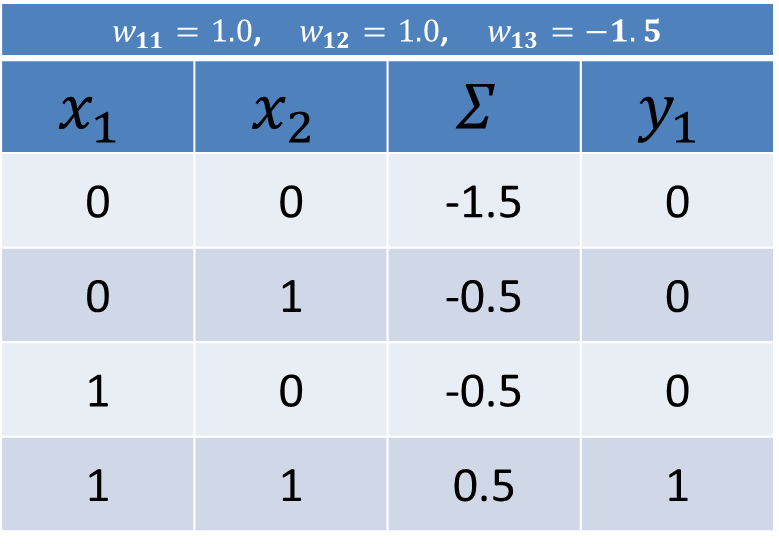 w₁₁ = 1.0, w₁₂ = 1.0, w₁₃ = −1.5
x₁ x₂ Σ y₁
0 0 -1.5 0
0 1 -0.5 0
1 0 -0.5 0
1 1 0.5 1